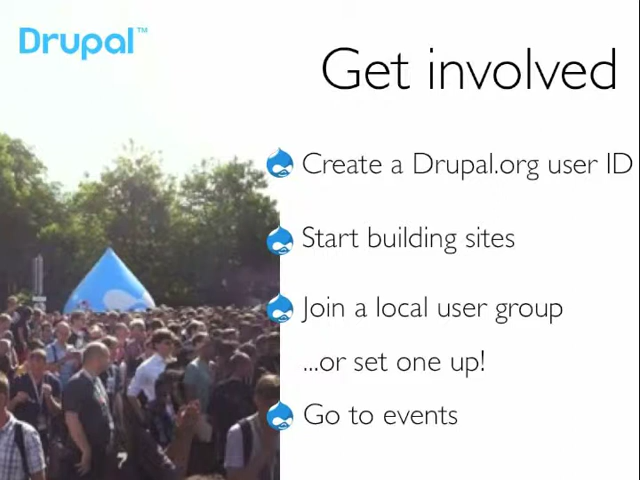 Drupal™
Get involved
Create a Drupal.org user ID
Start building sites
Join a local user group
...or set one up!
Go to events